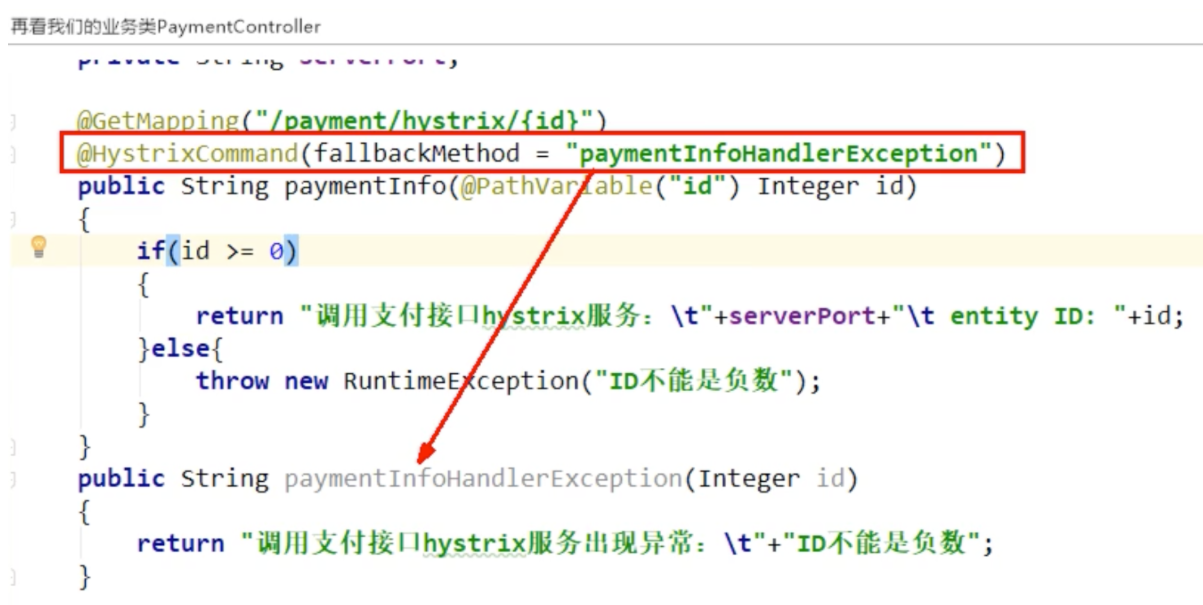 再看我们的业务类PaymentController
private String serverPort;
@GetMapping("/payment/hystrix/{id}")
@HystrixCommand(fallbackMethod = "paymentInfoHandlerException")
public String paymentInfo(@PathVariable("id") Integer id)
{
if(id >= 0)
{
return "调用支付接口hystrix服务：\t"+serverPort+"\t entity ID: "+id;
}else{
throw new RuntimeException("ID不能是负数");
}
}
public String paymentInfoHandlerException(Integer id)
{
return "调用支付接口hystrix服务出现异常：\t"+"ID不能是负数";
}